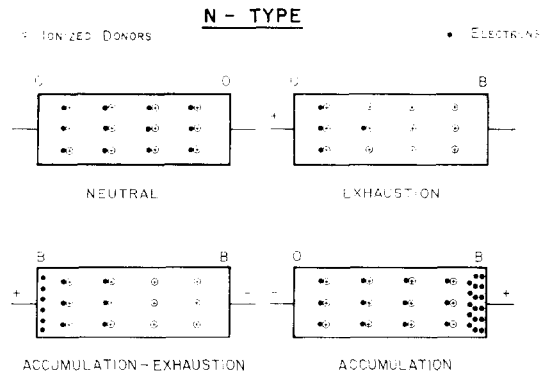 N - TYPE
IONIZED DONORS
• ELECTRONS
O O
O B
+
NEUTRAL
EXHAUSTION
B B
O B
+ -
- +
ACCUMULATION-EXHAUSTION
ACCUMULATION